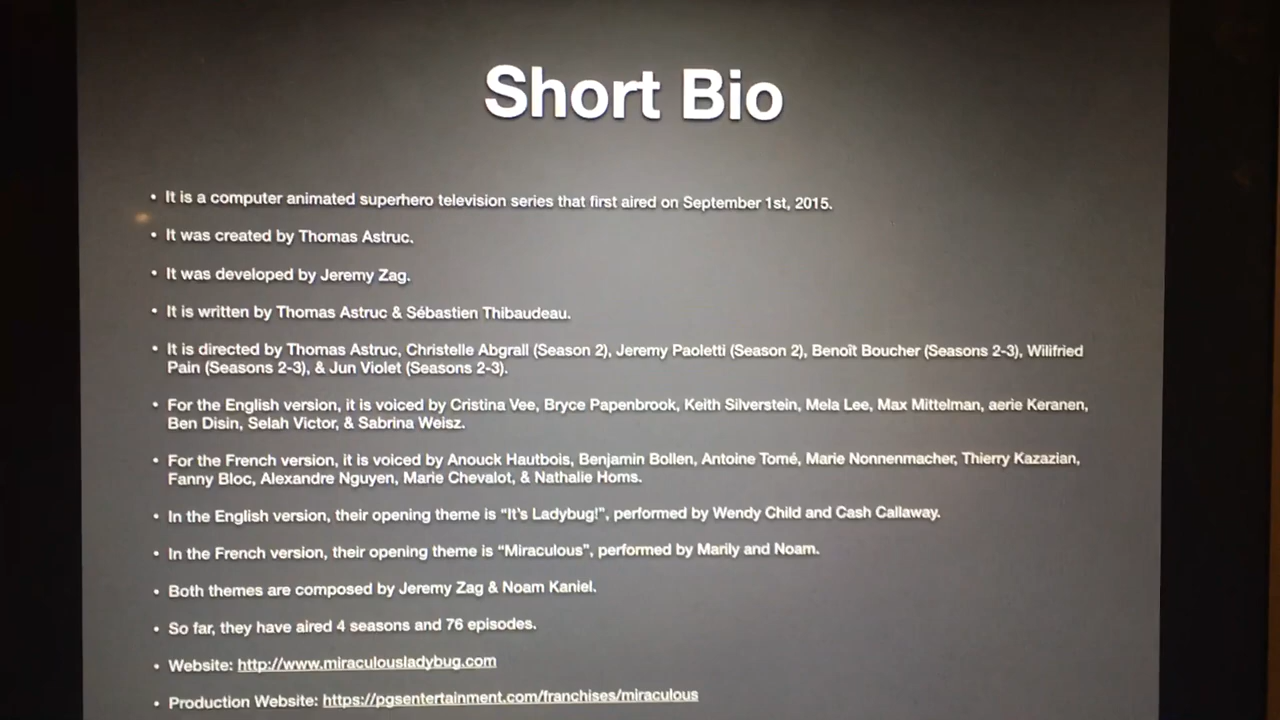 Short Bio
• It is a computer animated superhero television series that first aired on September 1st, 2015.
• It was created by Thomas Astruc.
• It was developed by Jeremy Zag.
• It is written by Thomas Astruc & Sébastien Thibaudeau.
• It is directed by Thomas Astruc, Christelle Abgrall (Season 2), Jeremy Paoletti (Season 2), Benoît Boucher (Seasons 2-3), Wilifried
Pain (Seasons 2-3), & Jun Violet (Seasons 2-3).
• For the English version, it is voiced by Cristina Vee, Bryce Papenbrook, Keith Silverstein, Mela Lee, Max Mittelman, aerie Keranen,
Ben Disin, Selah Victor, & Sabrina Weisz.
• For the French version, it is voiced by Anouck Hautbois, Benjamin Bollen, Antoine Tomé, Marie Nonnenmacher, Thierry Kazazian,
Fanny Bloc, Alexandre Nguyen, Marie Chevalot, & Nathalie Homs.
• In the English version, their opening theme is “It’s Ladybug!”, performed by Wendy Child and Cash Callaway.
• In the French version, their opening theme is “Miraculous”, performed by Marily and Noam.
• Both themes are composed by Jeremy Zag & Noam Kaniel.
• So far, they have aired 4 seasons and 76 episodes.
• Website: http://www.miraculousladybug.com
• Production Website: https://pgsentertainment.com/franchises/miraculous